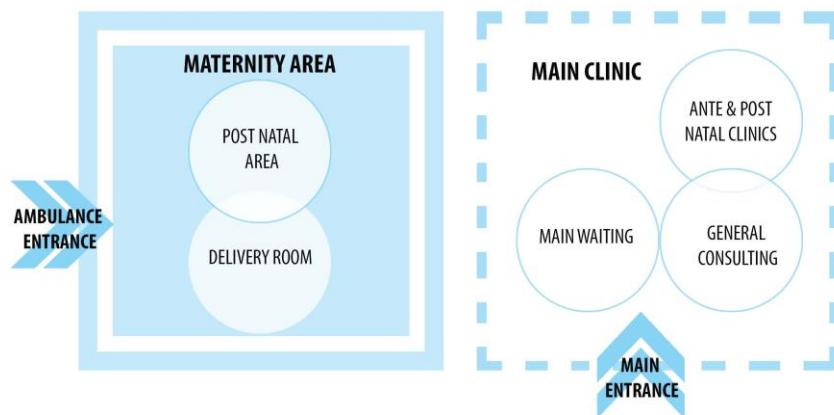 MATERNITY AREA
POST NATAL
AREA
DELIVERY ROOM
AMBULANCE
ENTRANCE
MAIN CLINIC
ANTE & POST
NATAL CLINICS
MAIN WAITING
GENERAL
CONSULTING
MAIN
ENTRANCE